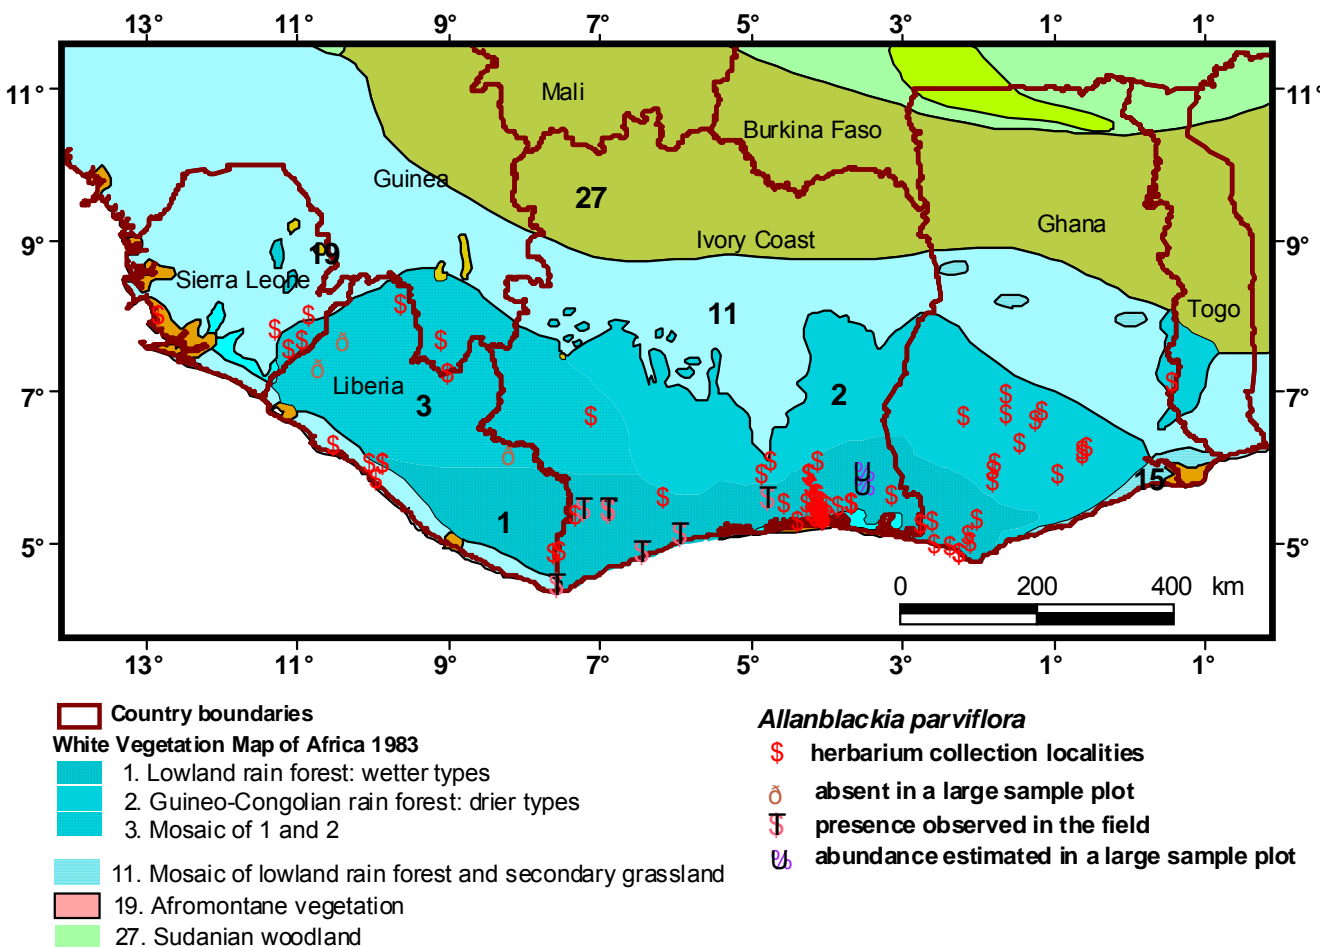 13° 11° 9° 7° 5° 3° 1° 1°
11° 11°
Mali
Burkina Faso
Guinea
27
Ghana
9° Ivory Coast 9°
19
Sierra Leone
11 Togo
7° Liberia 2 7°
3
15
1
5° 5°
0 200 400 km
13° 11° 9° 7° 5° 3° 1° 1°
Country boundaries
White Vegetation Map of Africa 1983
1. Lowland rain forest: wetter types
2. Guineo-Congolian rain forest: drier types
3. Mosaic of 1 and 2
11. Mosaic of lowland rain forest and secondary grassland
19. Afromontane vegetation
27. Sudanian woodland
Allanblackia parviflora
$ herbarium collection localities
ð absent in a large sample plot
presence observed in the field
abundance estimated in a large sample plot